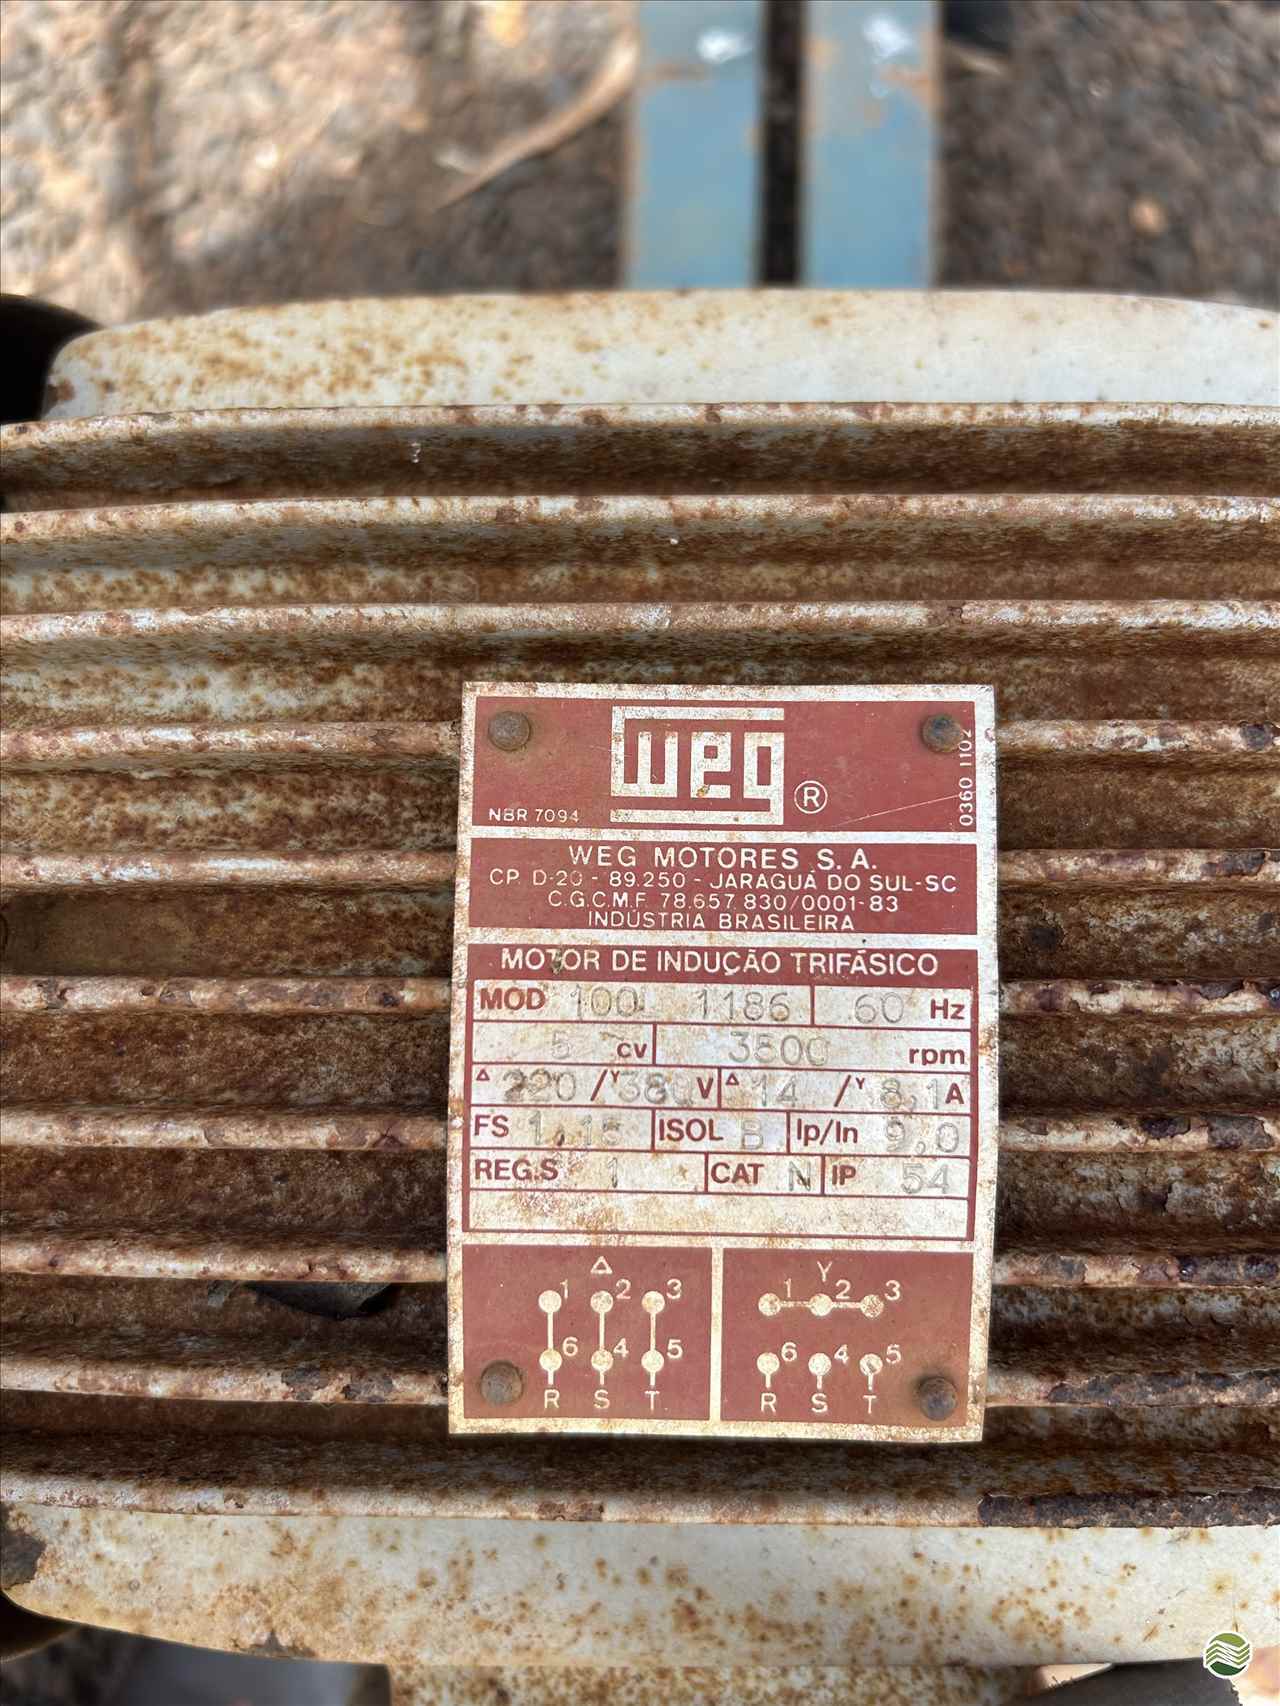 weg ®
NBR 7094
0360 1102
WEG MOTORES S.A.
CP. D-20 - 89.250 - JARAGUÁ DO SUL-SC
C.G.C.M.F. 78.657.830/0001-83
INDÚSTRIA BRASILEIRA
MOTOR DE INDUÇÃO TRIFÁSICO
MOD 100L 1186 60 Hz
5 cv 3500 rpm
Δ 220 / Y 380 V Δ 14 / Y 8,1 A
FS 1,15 ISOL B Ip/In 9,0
REG.S 1 CAT N IP 54
Δ Y
1 2 3 1 2 3
6 4 5 6 4 5
R S T R S T